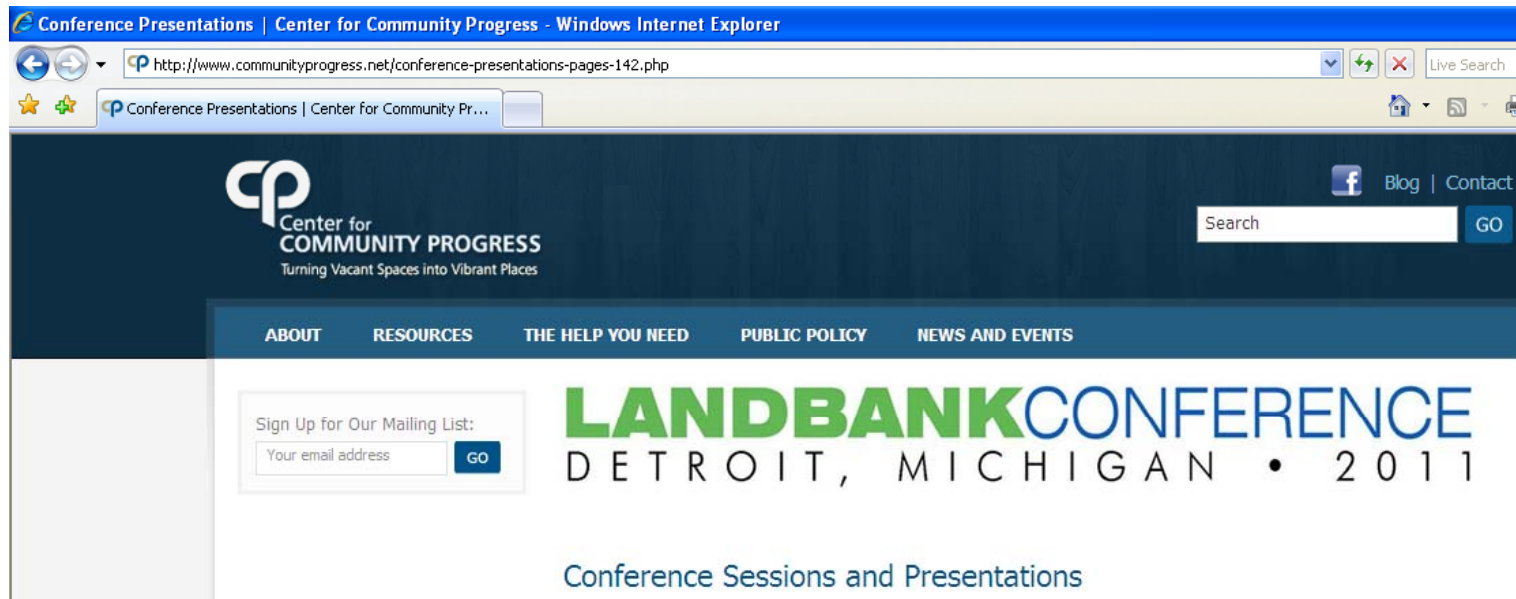 Conference Presentations | Center for Community Progress - Windows Internet Explorer
http://www.communityprogress.net/conference-presentations-pages-142.php
Live Search
Conference Presentations | Center for Community Pr...
CP
Center for
COMMUNITY PROGRESS
Turning Vacant Spaces into Vibrant Places
f Blog | Contact
Search GO
ABOUT RESOURCES THE HELP YOU NEED PUBLIC POLICY NEWS AND EVENTS
Sign Up for Our Mailing List:
Your email address GO
LANDBANKCONFERENCE
DETROIT, MICHIGAN • 2011
Conference Sessions and Presentations